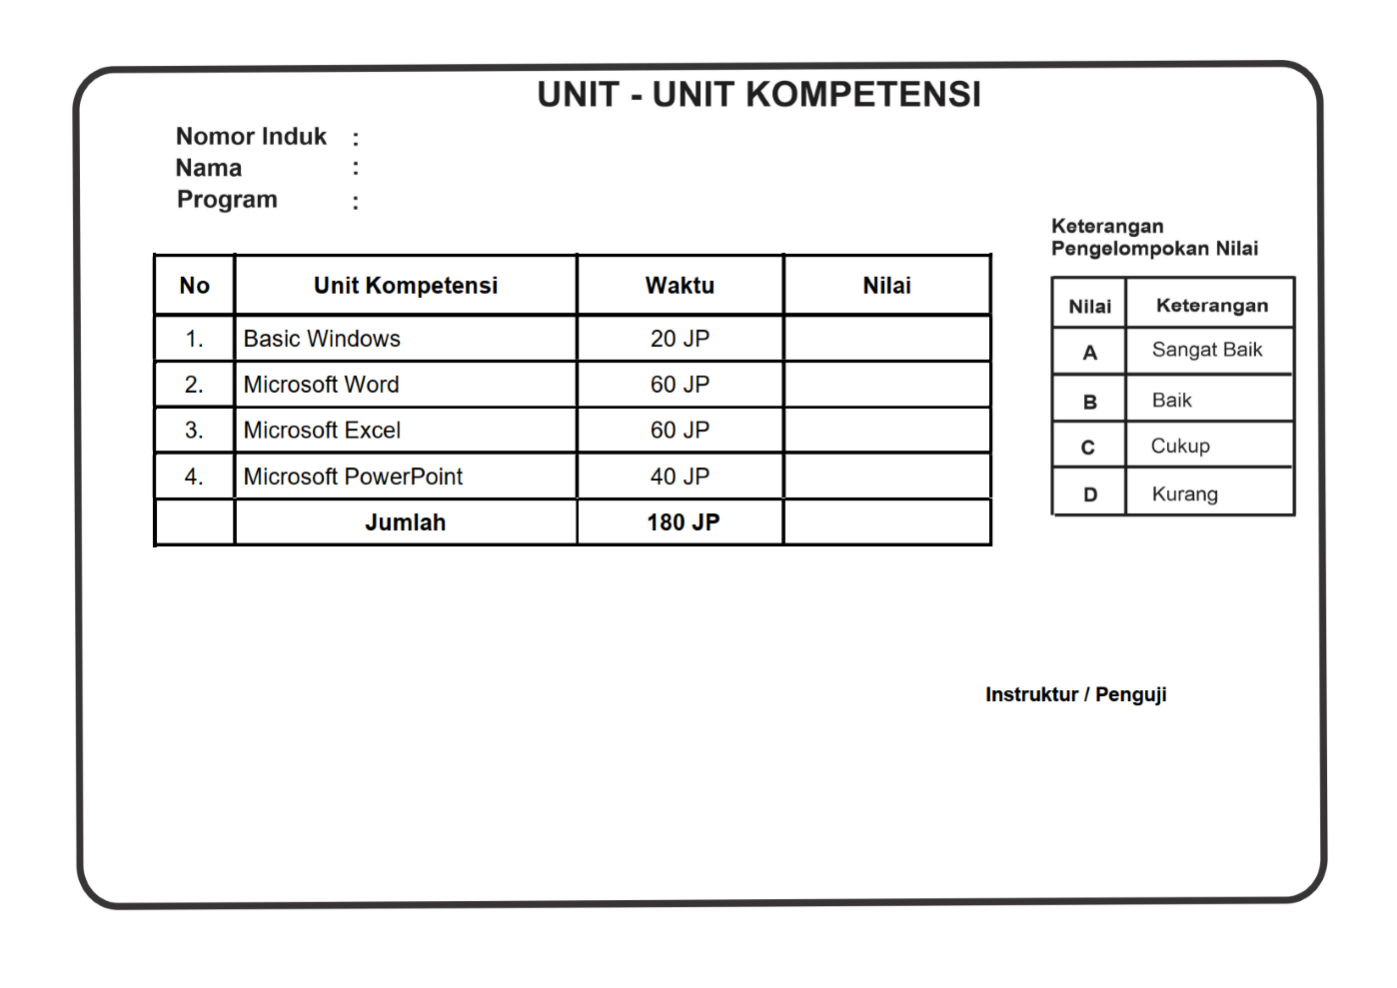 UNIT - UNIT KOMPETENSI
Nomor Induk :
Nama :
Program :
No Unit Kompetensi Waktu Nilai
1. Basic Windows 20 JP
2. Microsoft Word 60 JP
3. Microsoft Excel 60 JP
4. Microsoft PowerPoint 40 JP
Jumlah 180 JP
Keterangan
Pengelompokan Nilai
Nilai Keterangan
A Sangat Baik
B Baik
C Cukup
D Kurang
Instruktur / Penguji